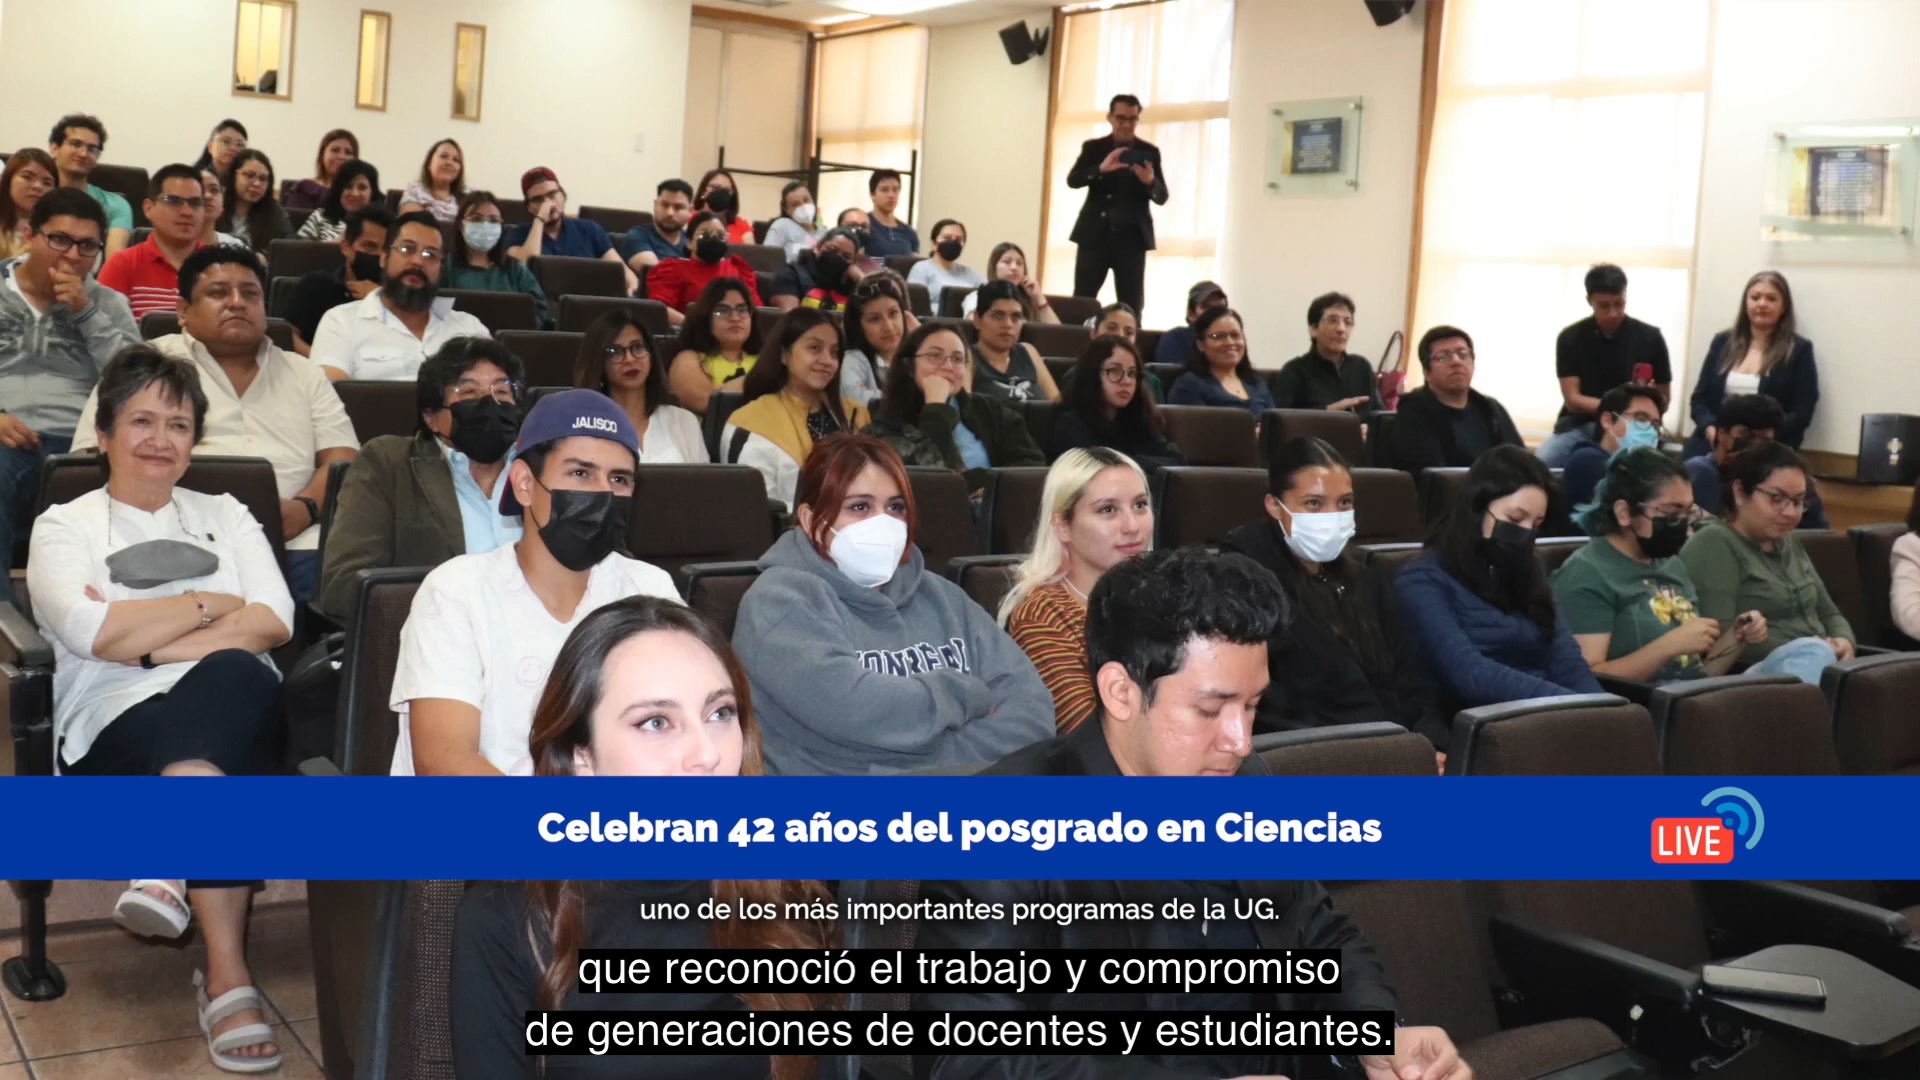 JALISCO
Celebran 42 años del posgrado en Ciencias
LIVE
uno de los más importantes programas de la UG.
que reconoció el trabajo y compromiso
de generaciones de docentes y estudiantes.